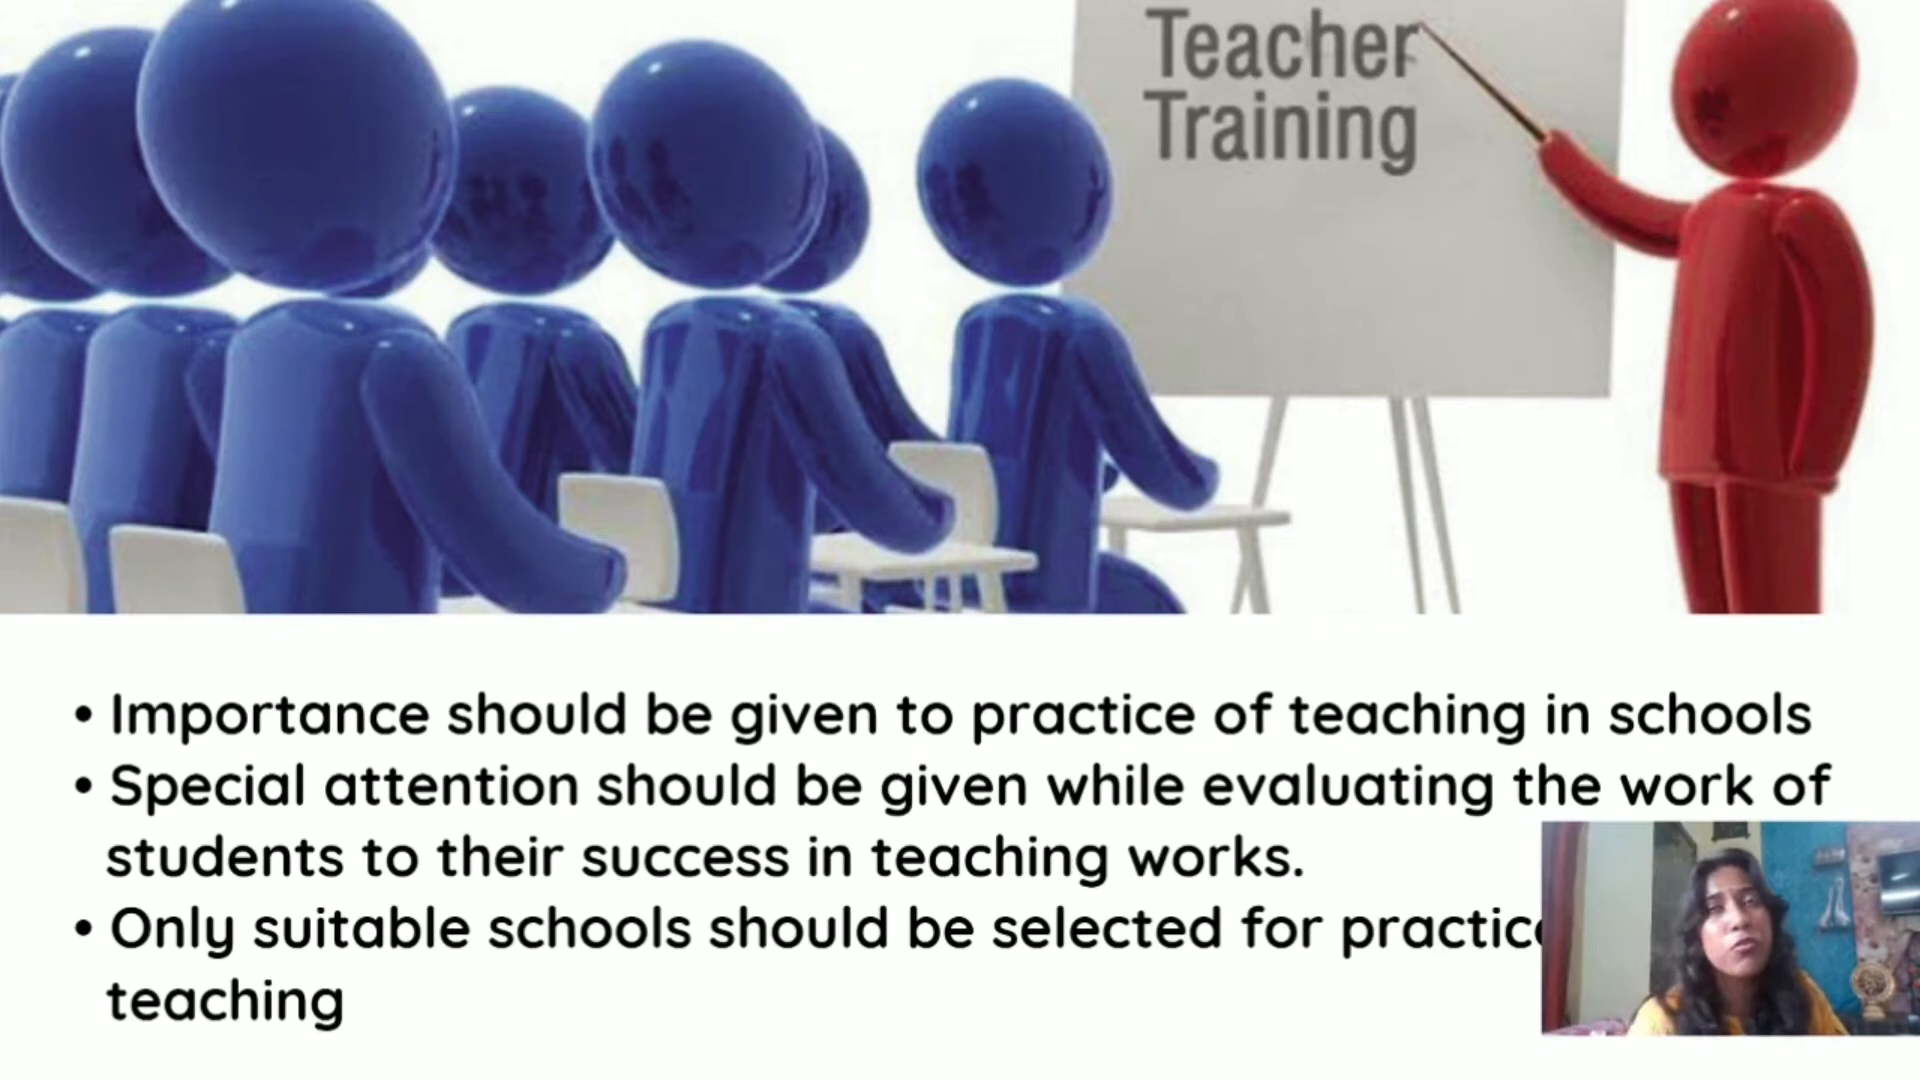 Teacher
Training
• Importance should be given to practice of teaching in schools
• Special attention should be given while evaluating the work of
students to their success in teaching works.
• Only suitable schools should be selected for practice
teaching